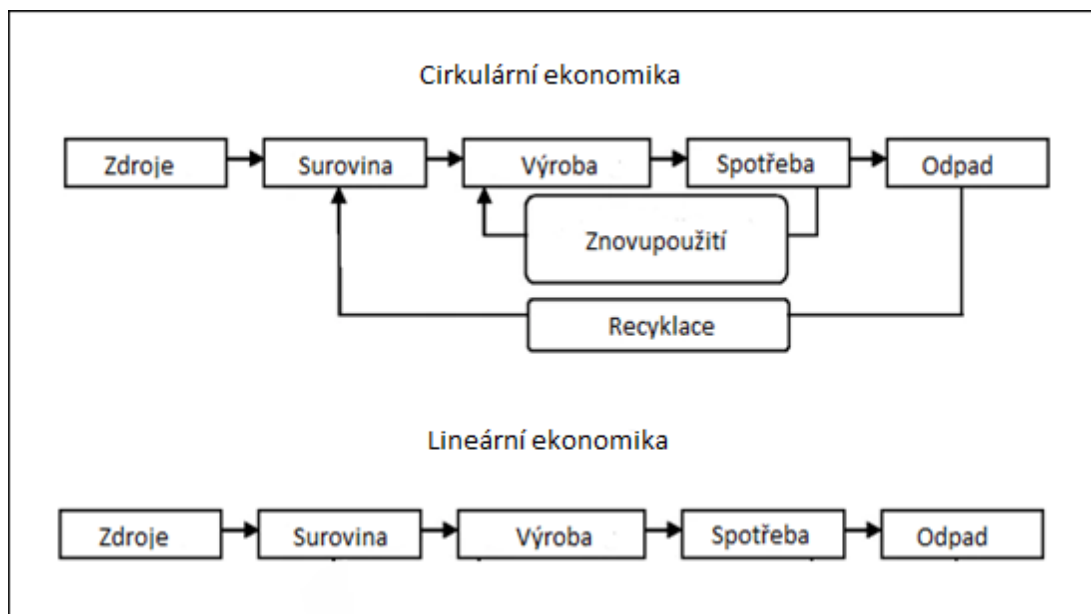 Cirkulární ekonomika
Zdroje
Surovina
Výroba
Spotřeba
Odpad
Znovupoužití
Recyklace
Lineární ekonomika
Zdroje
Surovina
Výroba
Spotřeba
Odpad